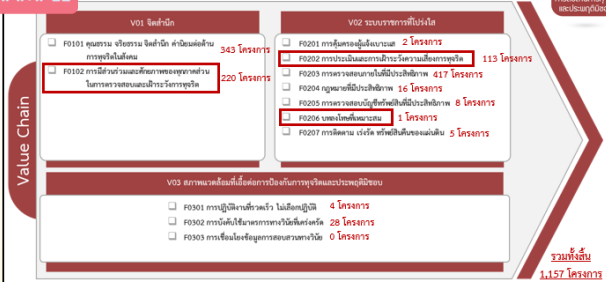 และประพฤติมิชอบ
V01 จิตสำนึก
F0101 คุณธรรม จริยธรรม จิตสำนึก ค่านิยมต่อต้าน
การทุจริตในสังคม
343 โครงการ
F0102 การมีส่วนร่วมและศักยภาพของทุกภาคส่วน
ในการตรวจสอบและเฝ้าระวังการทุจริต
220 โครงการ
V02 ระบบราชการที่โปร่งใส
F0201 การคุ้มครองผู้แจ้งเบาะแส 2 โครงการ
F0202 การประเมินและการเฝ้าระวังความเสี่ยงการทุจริต 113 โครงการ
F0203 การตรวจสอบภายในที่มีประสิทธิภาพ 417 โครงการ
F0204 กฎหมายที่มีประสิทธิภาพ 16 โครงการ
F0205 การตรวจสอบบัญชีทรัพย์สินที่มีประสิทธิภาพ 8 โครงการ
F0206 บทลงโทษที่เหมาะสม 1 โครงการ
F0207 การติดตาม เร่งรัด ทรัพย์สินคืนของแผ่นดิน 5 โครงการ
Value Chain
V03 สภาพแวดล้อมที่เอื้อต่อการป้องกันการทุจริตและประพฤติมิชอบ
F0301 การปฏิบัติงานที่รวดเร็ว ไม่เลือกปฏิบัติ 4 โครงการ
F0302 การบังคับใช้มาตรการทางวินัยที่เคร่งครัด 28 โครงการ
F0303 การเชื่อมโยงข้อมูลการสอบสวนทางวินัย 0 โครงการ
รวมทั้งสิ้น
1,157 โครงการ